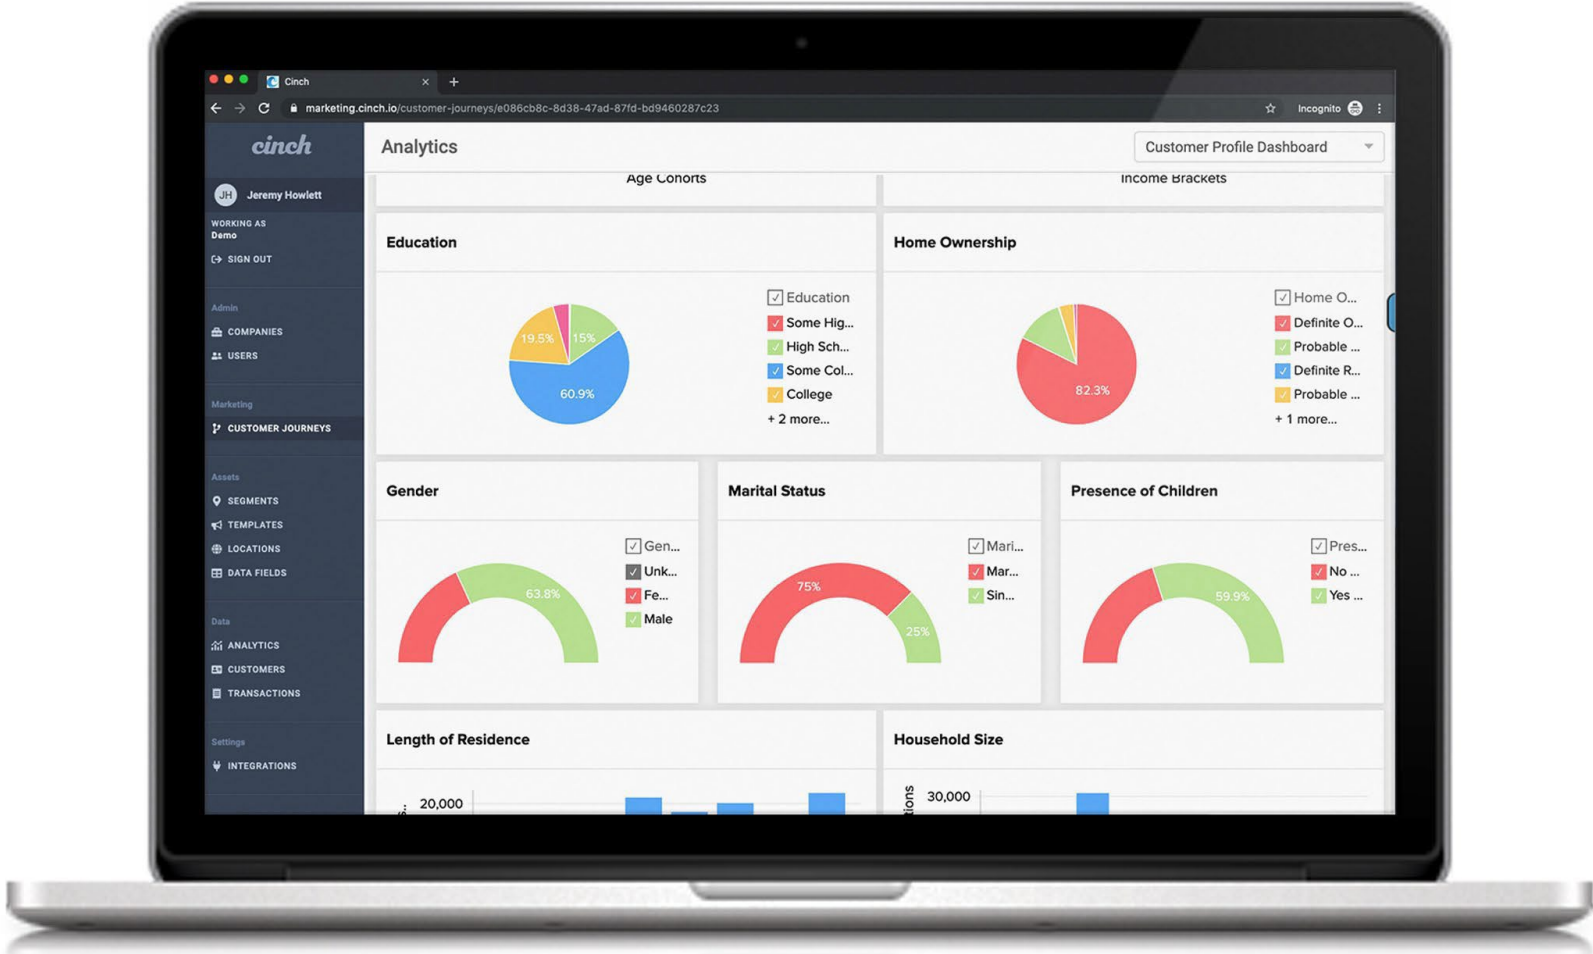 Cinch
marketing.cinch.io/customer-journeys/e086cb8c-8d38-47ad-87fd-bd9460287c23
Incognito
cinch
JH
Jeremy Howlett
WORKING AS
Demo
SIGN OUT
Admin
COMPANIES
USERS
Marketing
CUSTOMER JOURNEYS
Assets
SEGMENTS
TEMPLATES
LOCATIONS
DATA FIELDS
Data
ANALYTICS
CUSTOMERS
TRANSACTIONS
Settings
INTEGRATIONS
Analytics
Customer Profile Dashboard
Age Cohorts
Income Brackets
Education
19.5%
15%
60.9%
Education
Some Hig...
High Sch...
Some Col...
College
+ 2 more...
Home Ownership
82.3%
Home O...
Definite O...
Probable ...
Definite R...
Probable ...
+ 1 more...
Gender
63.8%
Gen...
Unk...
Fe...
Male
Marital Status
75%
25%
Mari...
Mar...
Sin...
Presence of Children
59.9%
Pres...
No ...
Yes ...
Length of Residence
20,000
Household Size
30,000